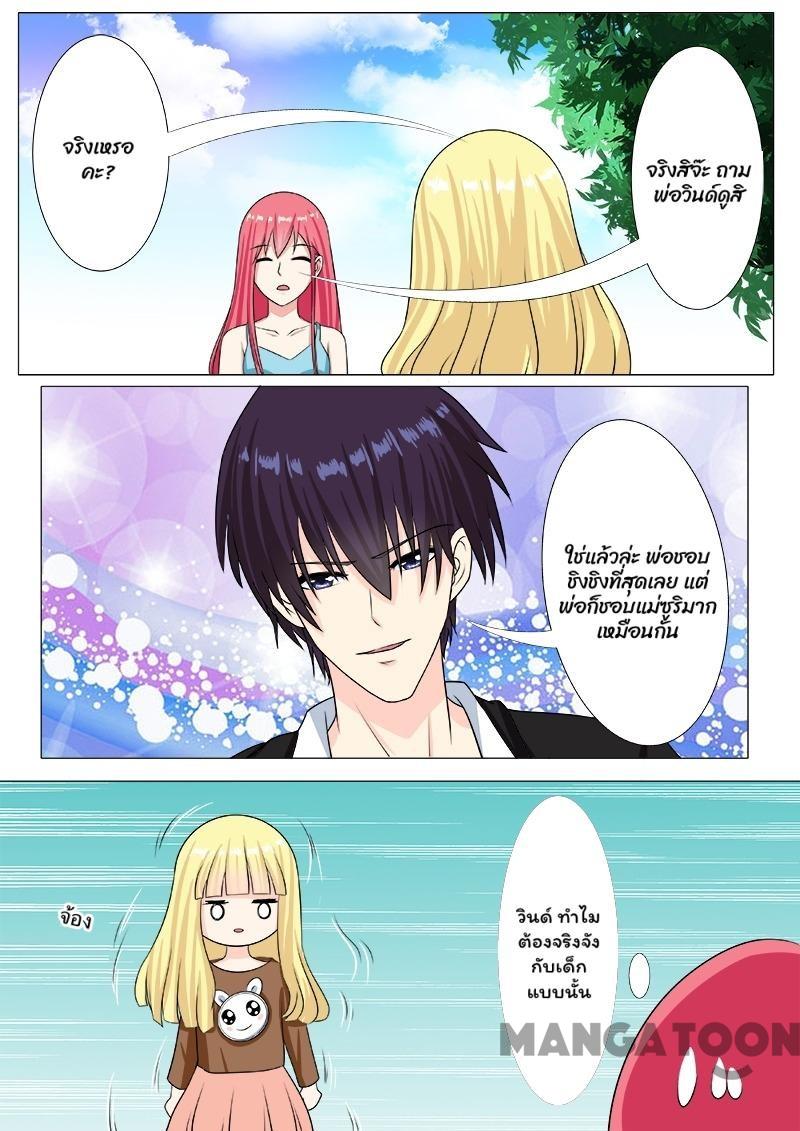 จริงเหรอ
คะ?
จริงสิจ๊ะ ถาม
พ่อวินด์ดูสิ
ใช่แล้วล่ะ พ่อชอบ
ชิงชิงที่สุดเลย แต่
พ่อก็ชอบแม่ซูริมาก
เหมือนกัน
จ้อง
วินด์ ทำไม
ต้องจริงจัง
กับเด็ก
แบบนั้น
MANGATOON